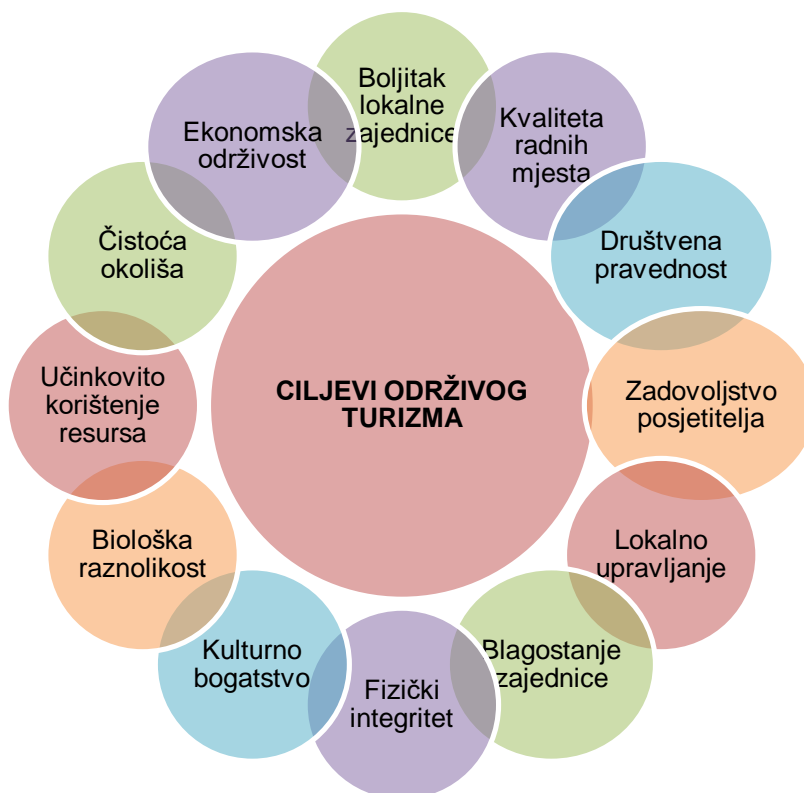 Boljitak
lokalne
zajednice
Kvaliteta
radnih
mjesta
Društvena
pravednost
Zadovoljstvo
posjetitelja
Lokalno
upravljanje
Blagostanje
zajednice
Fizički
integritet
Kulturno
bogatstvo
Biološka
raznolikost
Učinkovito
korištenje
resursa
Čistoća
okoliša
Ekonomska
održivost
CILJEVI ODRŽIVOG
TURIZMA